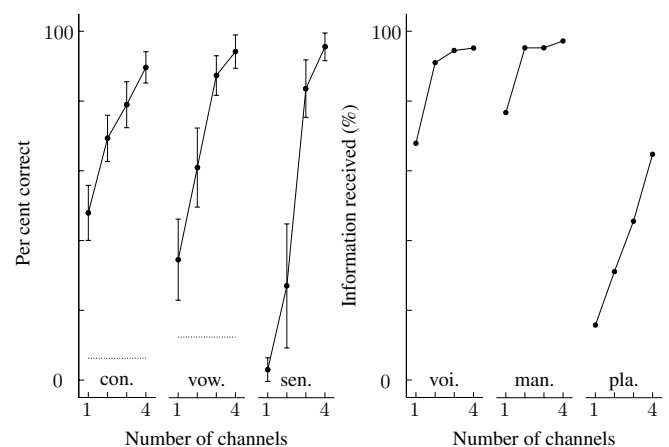 100
0
Per cent correct
con.
vow.
sen.
1
4
1
4
1
4
Number of channels
100
0
Information received (%)
voi.
man.
pla.
1
4
1
4
1
4
Number of channels